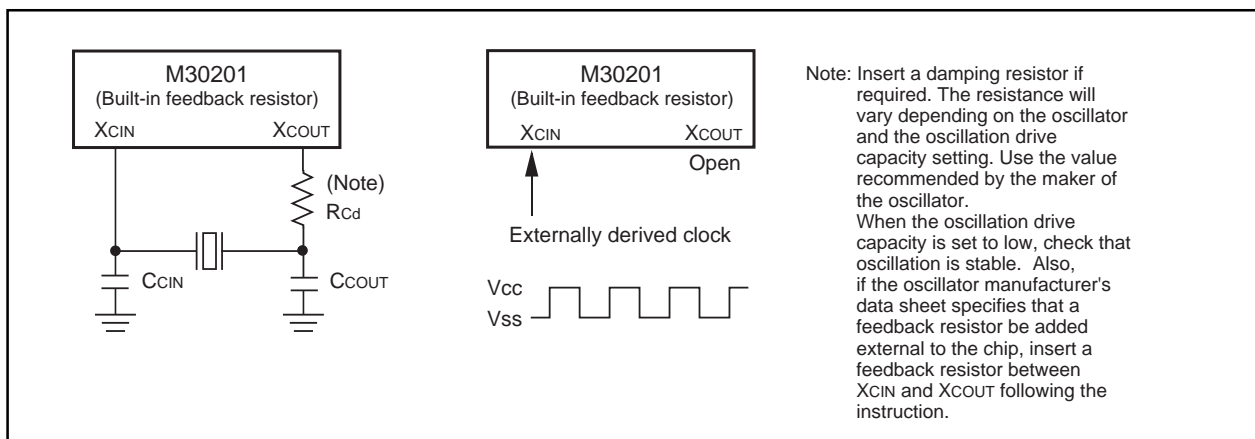 M30201
(Built-in feedback resistor)
XCIN XCOUT
(Note)
RCd
CCIN CCOUT
M30201
(Built-in feedback resistor)
XCIN XCOUT
Open
Externally derived clock
Vcc
Vss
Note: Insert a damping resistor if
required. The resistance will
vary depending on the oscillator
and the oscillation drive
capacity setting. Use the value
recommended by the maker of
the oscillator.
When the oscillation drive
capacity is set to low, check that
oscillation is stable. Also,
if the oscillator manufacturer's
data sheet specifies that a
feedback resistor be added
external to the chip, insert a
feedback resistor between
XCIN and XCOUT following the
instruction.